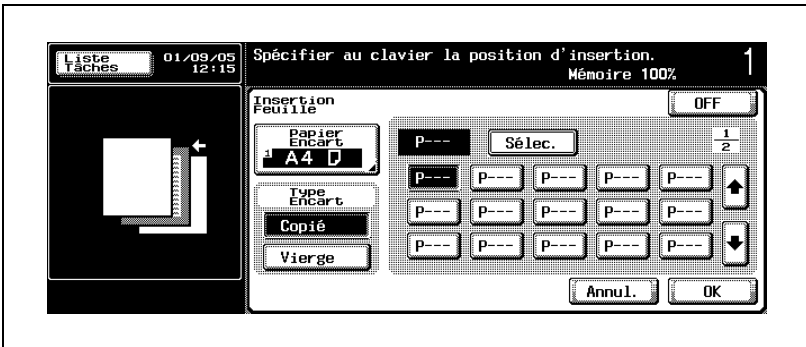 Liste
Tâches
01/09/05
12:15
Spécifier au clavier la position d'insertion.
Mémoire 100%
1
Insertion
Feuille
OFF
Papier
Encart
1 A4
P---
Sélec.
1
2
P--- P--- P--- P--- P---
Type
Encart
Copié
P--- P--- P--- P--- P---
Vierge
P--- P--- P--- P--- P---
Annul.
OK